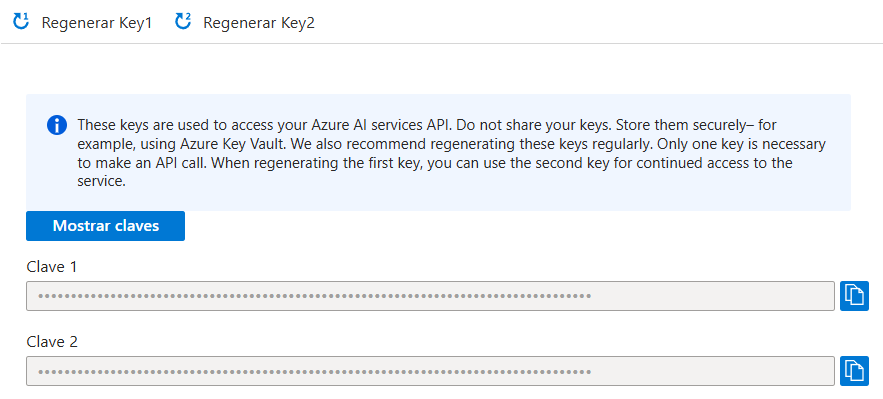 Regenerar Key1 Regenerar Key2
These keys are used to access your Azure AI services API. Do not share your keys. Store them securely– for
example, using Azure Key Vault. We also recommend regenerating these keys regularly. Only one key is necessary
to make an API call. When regenerating the first key, you can use the second key for continued access to the
service.
Mostrar claves
Clave 1
Clave 2